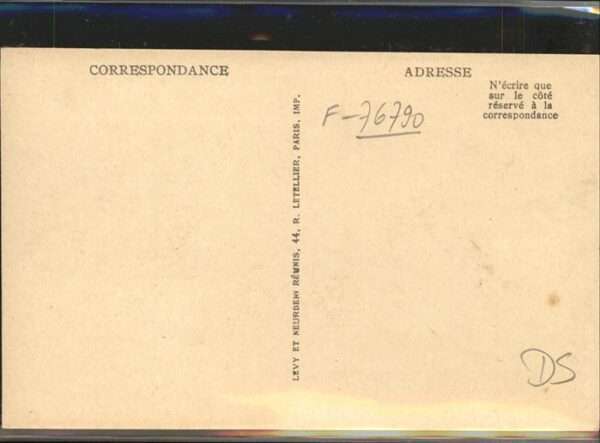 CORRESPONDANCE
ADRESSE
N'écrire que
sur le côté
réservé à la
correspondance
F-76790
LEVY ET NEURDEIN RÉUNIS, 44, R. LETELLIER, PARIS, IMP.
DS